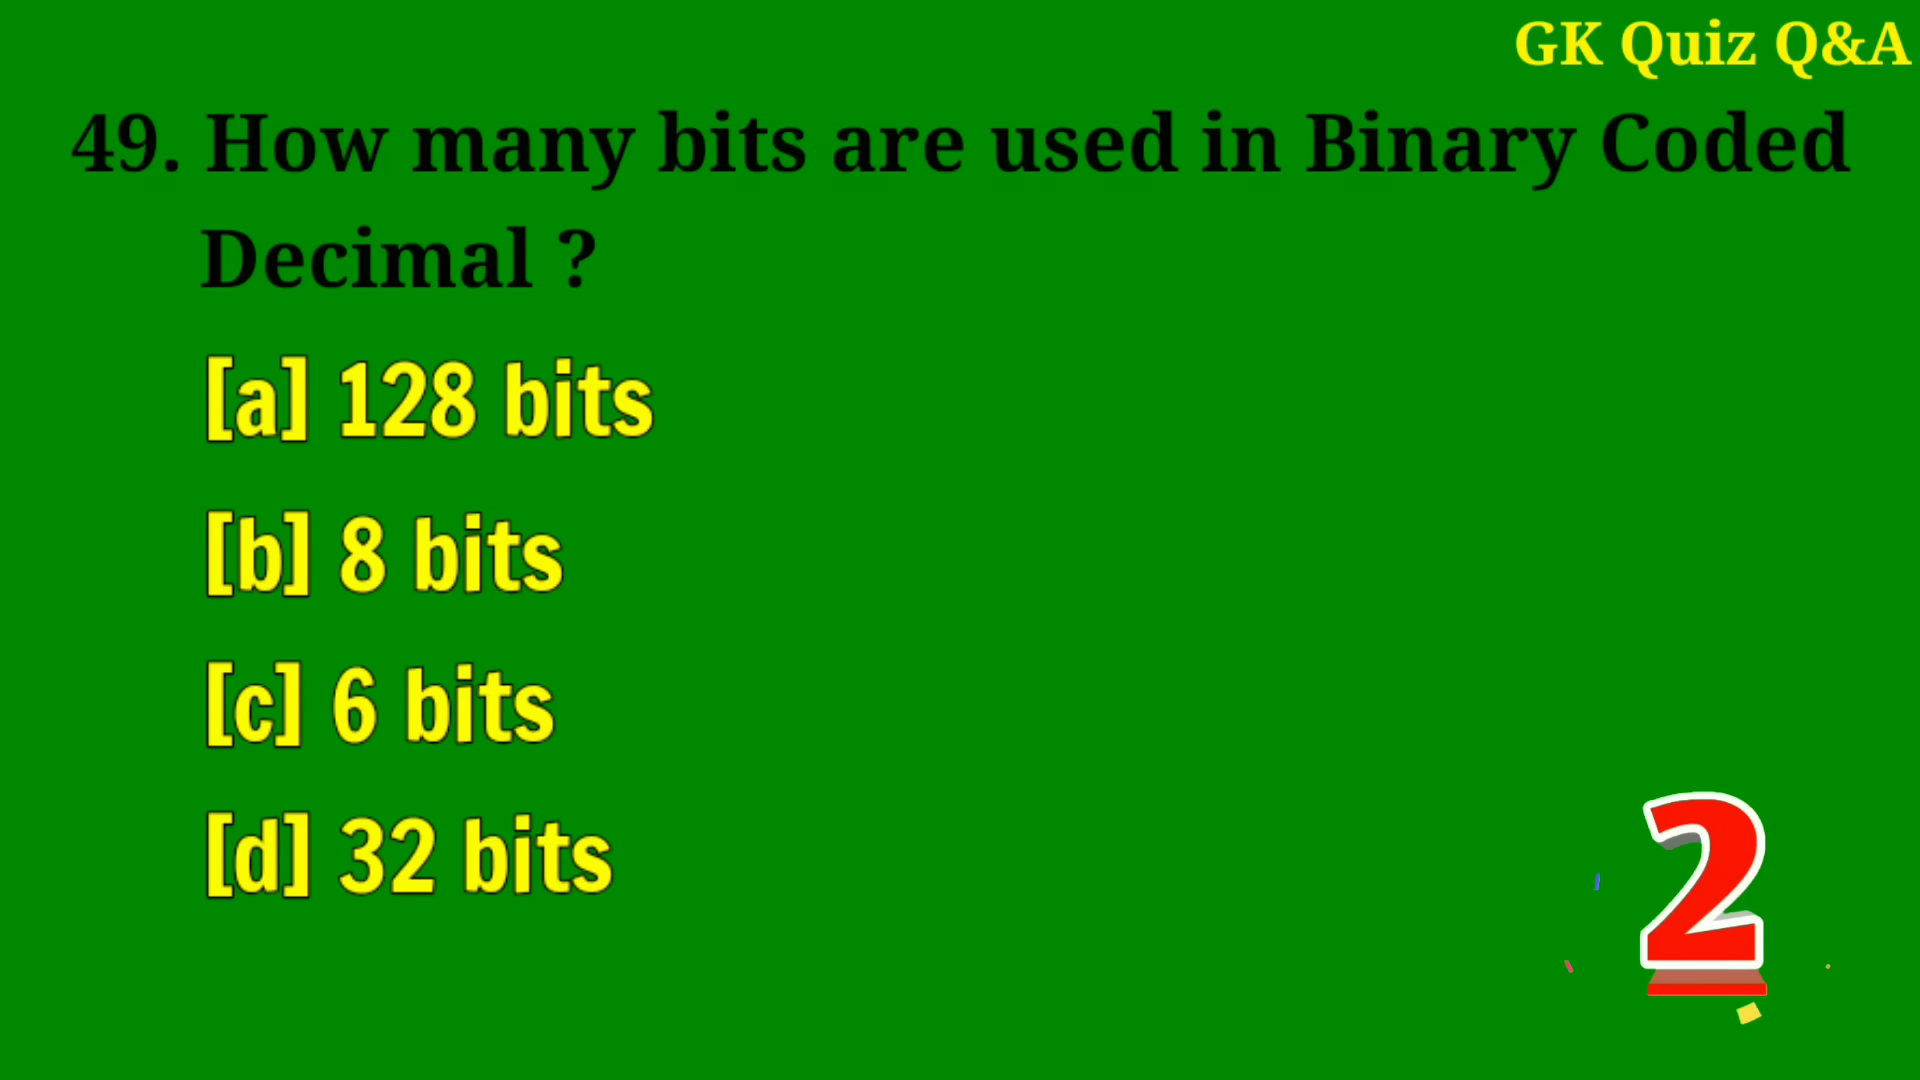 GK Quiz Q&A
49. How many bits are used in Binary Coded
Decimal ?
[a] 128 bits
[b] 8 bits
[c] 6 bits
[d] 32 bits
2